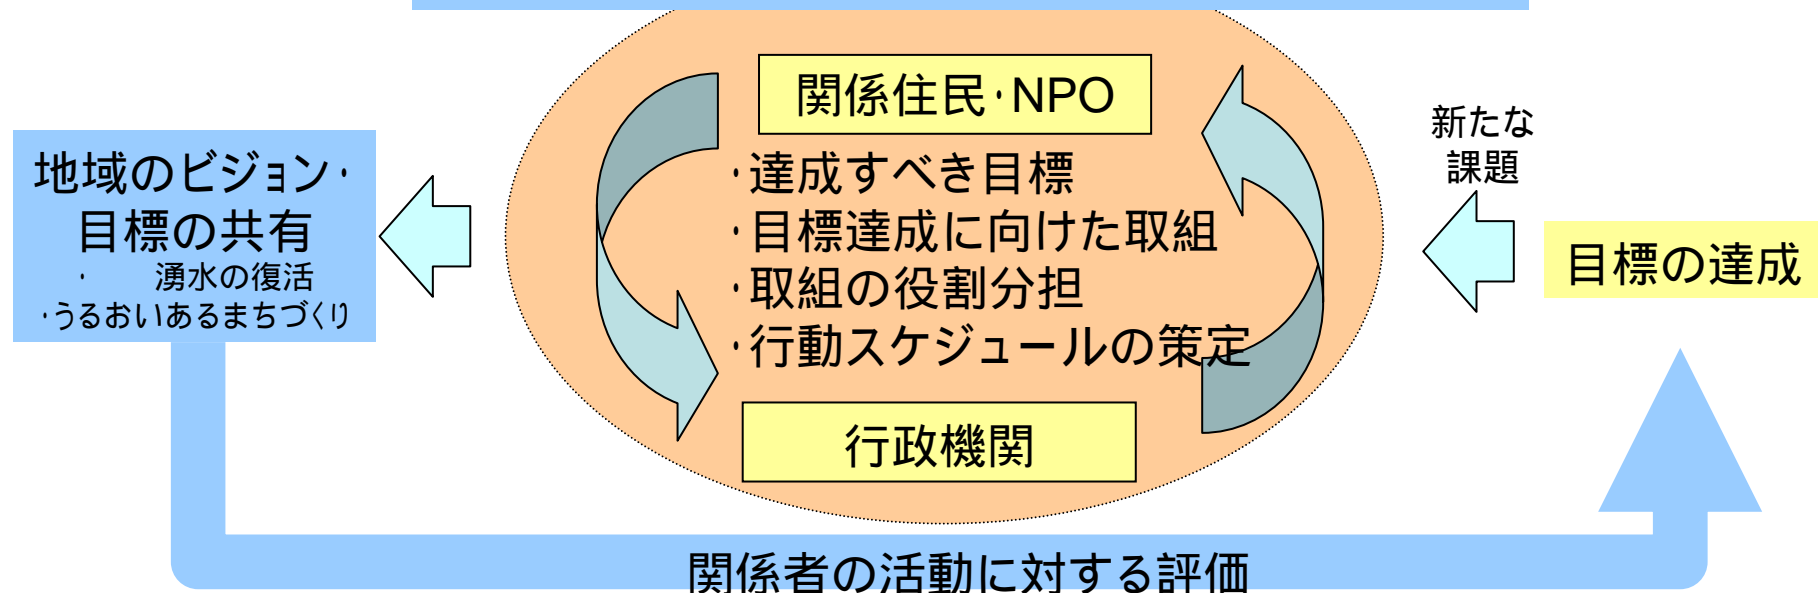 関係住民・NPO
・達成すべき目標
・目標達成に向けた取組
・取組の役割分担
・行動スケジュールの策定
行政機関
地域のビジョン・
目標の共有
・　湧水の復活
・うるおいあるまちづくり
新たな
課題
目標の達成
関係者の活動に対する評価